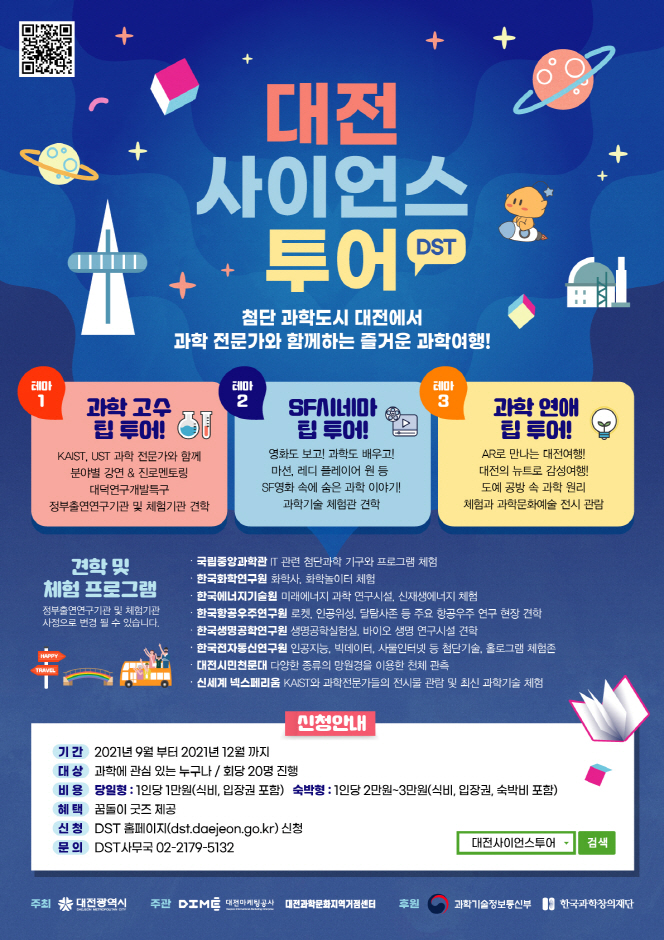 대전
사이언스
투어 DST
첨단 과학도시 대전에서
과학 전문가와 함께하는 즐거운 과학여행!
테마 1
과학 고수
팁 투어!
KAIST, UST 과학 전문가와 함께
분야별 강연 & 진로멘토링
대덕연구개발특구
정부출연연구기관 및 체험기관 견학
테마 2
SF시네마
팁 투어!
영화도 보고! 과학도 배우고!
마션, 레디 플레이어 원 등
SF영화 속에 숨은 과학 이야기!
과학기술 체험관 견학
테마 3
과학 연애
팁 투어!
AR로 만나는 대전여행!
대전의 뉴트로 감성여행!
도예 공방 속 과학 원리
체험과 과학문화예술 전시 관람
견학 및
체험 프로그램
정부출연연구기관 및 체험기관
사정으로 변경 될 수 있습니다.
HAPPY
TRAVEL
· 국립중앙과학관 IT 관련 첨단과학 기구와 프로그램 체험
· 한국화학연구원 화학사, 화학놀이터 체험
· 한국에너지기술원 미래에너지 과학 연구시설, 신재생에너지 체험
· 한국항공우주연구원 로켓, 인공위성, 달탐사존 등 주요 항공우주 연구 현장 견학
· 한국생명공학연구원 생명공학실험실, 바이오 생명 연구시설 견학
· 한국전자통신연구원 인공지능, 빅데이터, 사물인터넷 등 첨단기술, 홀로그램 체험존
· 대전시민천문대 다양한 종류의 망원경을 이용한 천체 관측
· 신세계 넥스페리움 KAIST와 과학전문가들의 전시물 관람 및 최신 과학기술 체험
신청안내
기 간 2021년 9월 부터 2021년 12월 까지
대 상 과학에 관심 있는 누구나 / 회당 20명 진행
비 용 당일형 : 1인당 1만원(식비, 입장권 포함) 숙박형 : 1인당 2만원~3만원(식비, 입장권, 숙박비 포함)
혜 택 꿈돌이 굿즈 제공
신 청 DST 홈페이지(dst.daejeon.go.kr) 신청
문 의 DST사무국 02-2179-5132
대전사이언스투어 검색
주최 대전광역시 주관 DIME 대전마케팅공사 대전과학문화지역거점센터 후원 과학기술정보통신부 한국과학창의재단